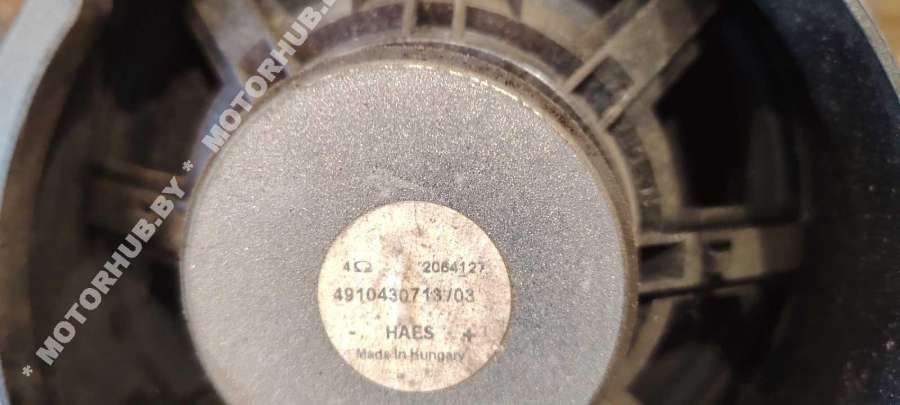 * MOTORHUB.BY * MOTORHUB.BY *
4Ω 2064127
4910430713/03
- HAES +
Made In Hungary